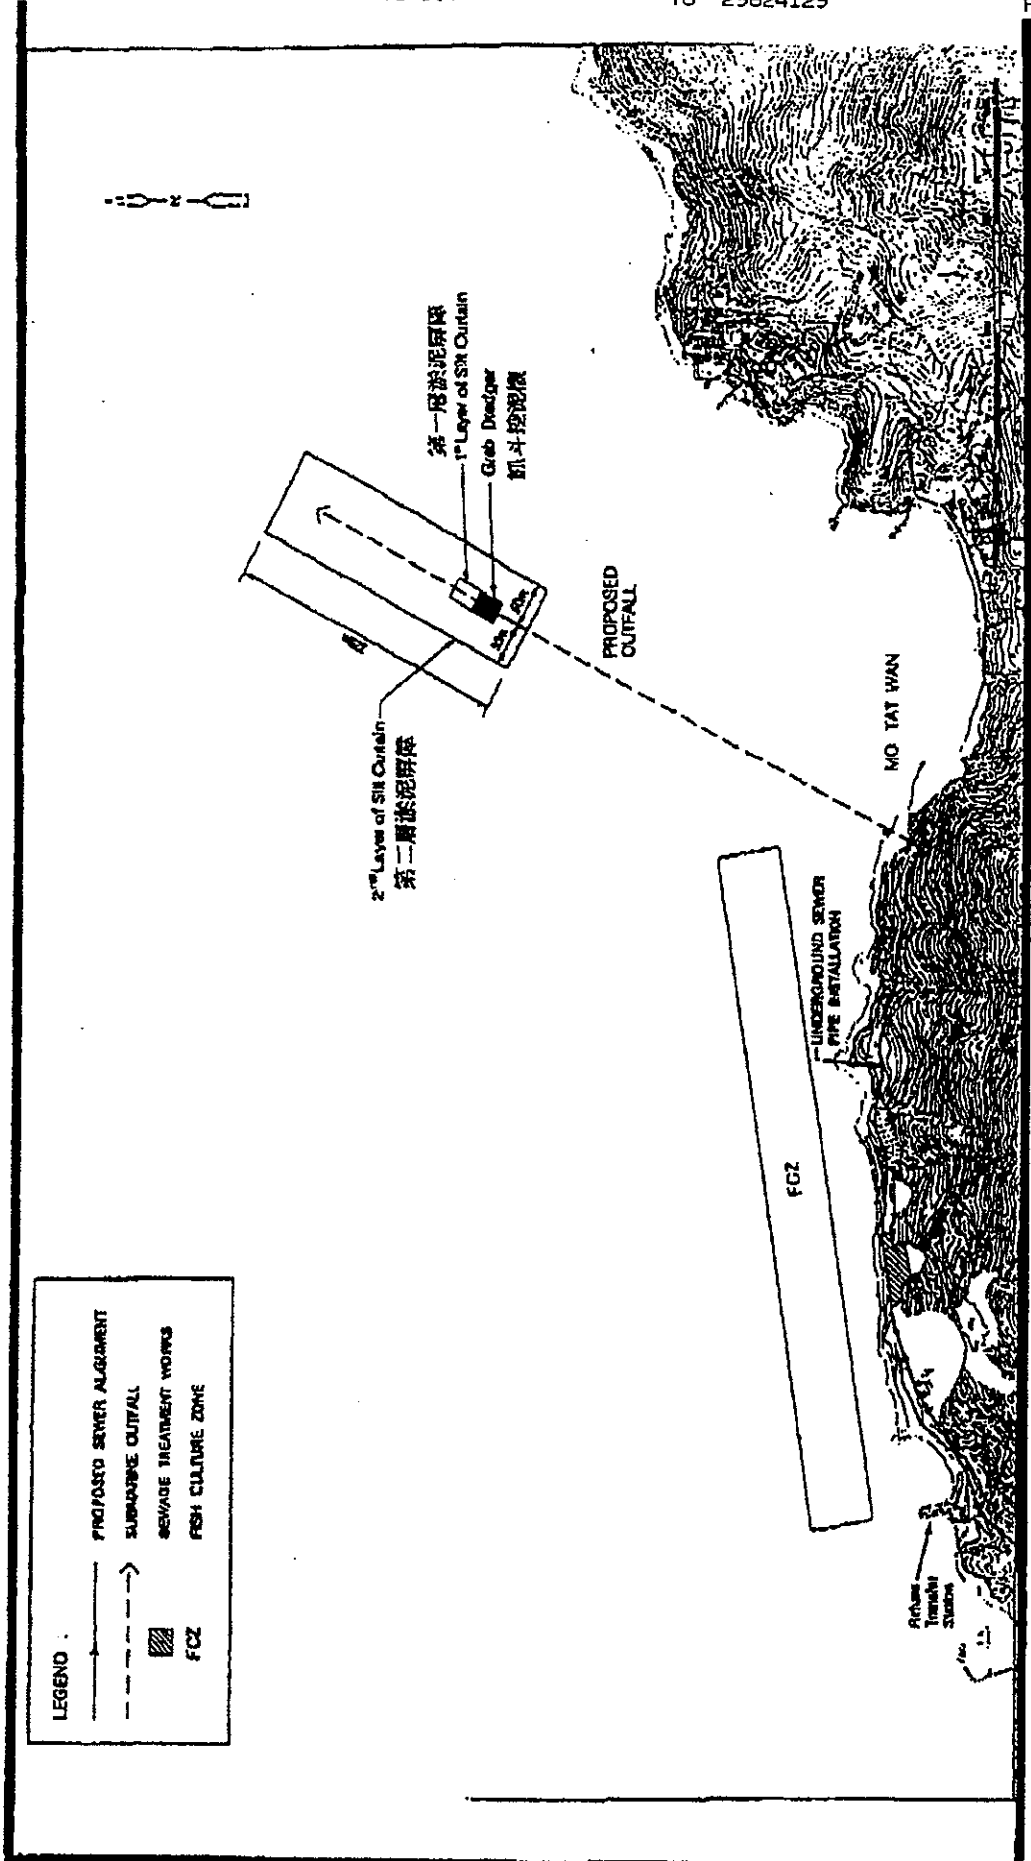 TO 25824129
LEGEND :
PROPOSED SEWER ALIGNMENT
SUBMARINE OUTFALL
SEWAGE TREATMENT WORKS
FCZ FISH CULTURE ZONE
N
第一層淤泥屏障
1st Layer of Silt Curtain
Grab Dredger
抓斗挖泥機
2nd Layer of Silt Curtain
第二層淤泥屏障
PROPOSED
OUTFALL
MO TAT WAN
UNDERGROUND SEWER
PIPE INSTALLATION
FCZ
Refuse
Transfer
Station